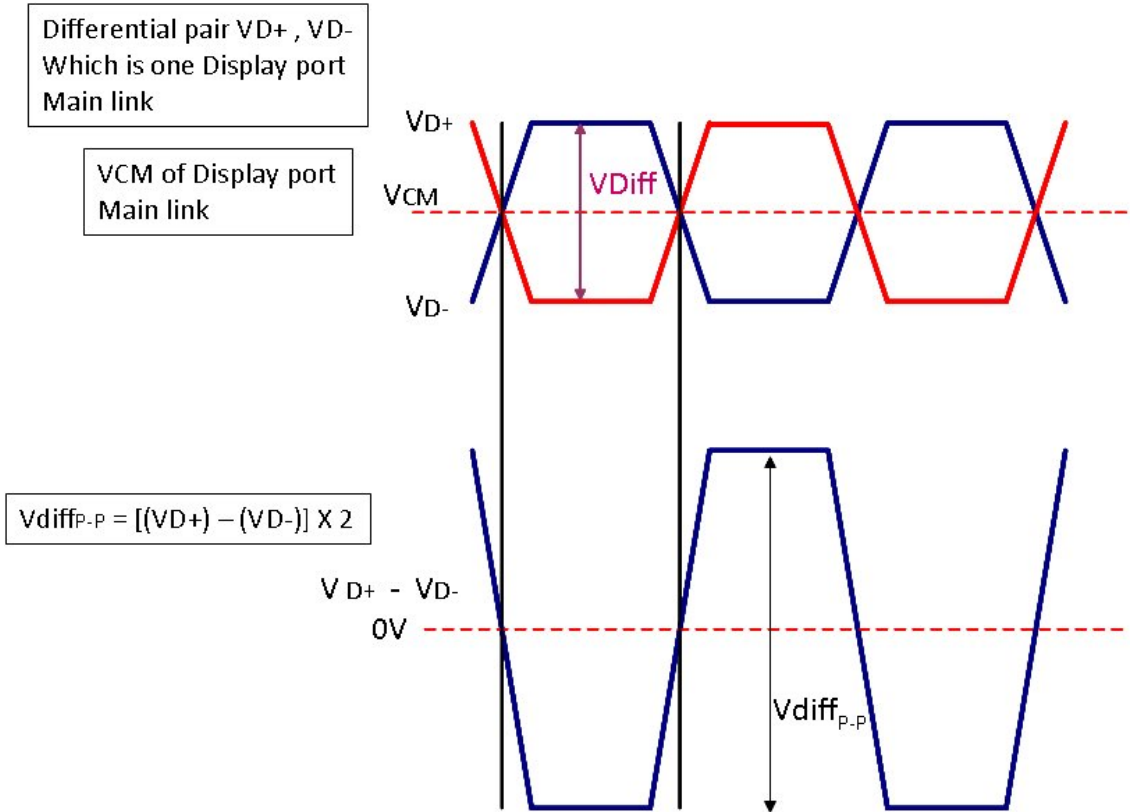 Differential pair VD+ , VD-
Which is one Display port
Main link
VD+
VCM of Display port
Main link
VDiff
VCM
VD-
VdiffP-P = [(VD+) – (VD-)] X 2
V D+ - VD-
0V
VdiffP-P